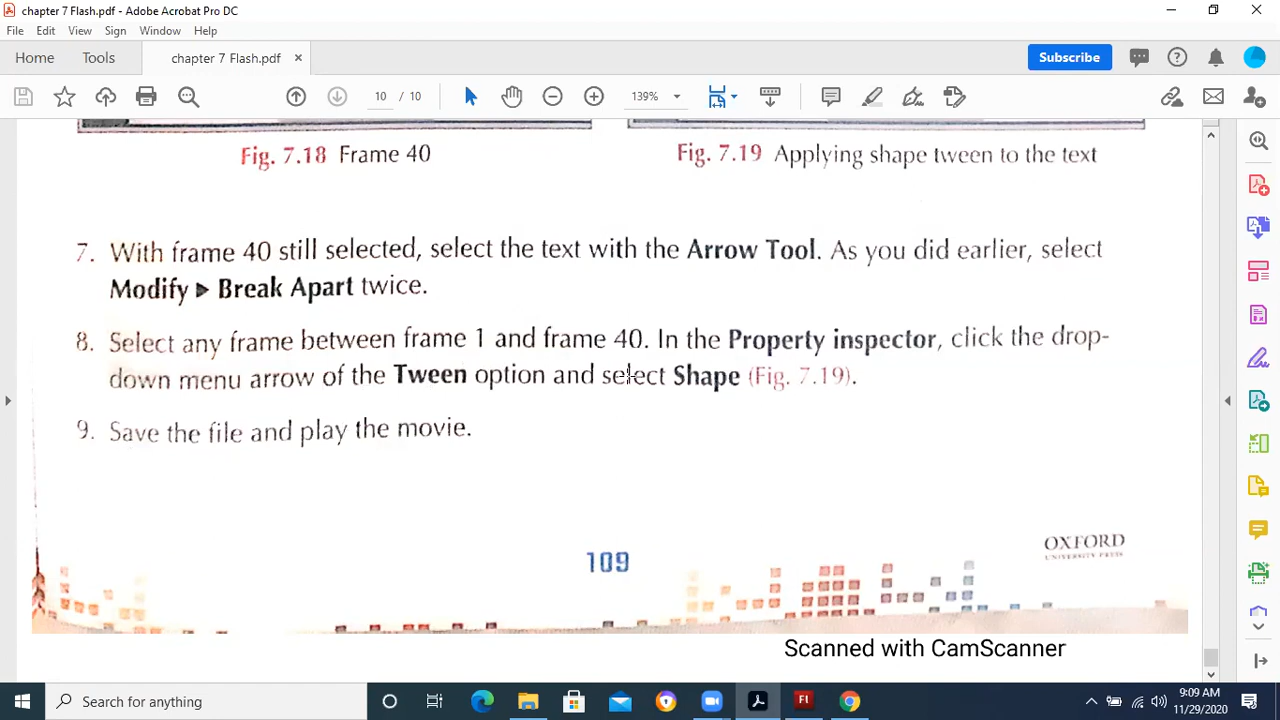 chapter 7 Flash.pdf - Adobe Acrobat Pro DC
File Edit View Sign Window Help
Home Tools chapter 7 Flash.pdf × Subscribe
10 / 10 139%
Fig. 7.18 Frame 40 Fig. 7.19 Applying shape tween to the text
7. With frame 40 still selected, select the text with the Arrow Tool. As you did earlier, select
Modify ▶ Break Apart twice.
8. Select any frame between frame 1 and frame 40. In the Property inspector, click the drop-
down menu arrow of the Tween option and select Shape (Fig. 7.19).
9. Save the file and play the movie.
109
OXFORD
UNIVERSITY PRESS
Scanned with CamScanner
Search for anything
9:09 AM
11/29/2020